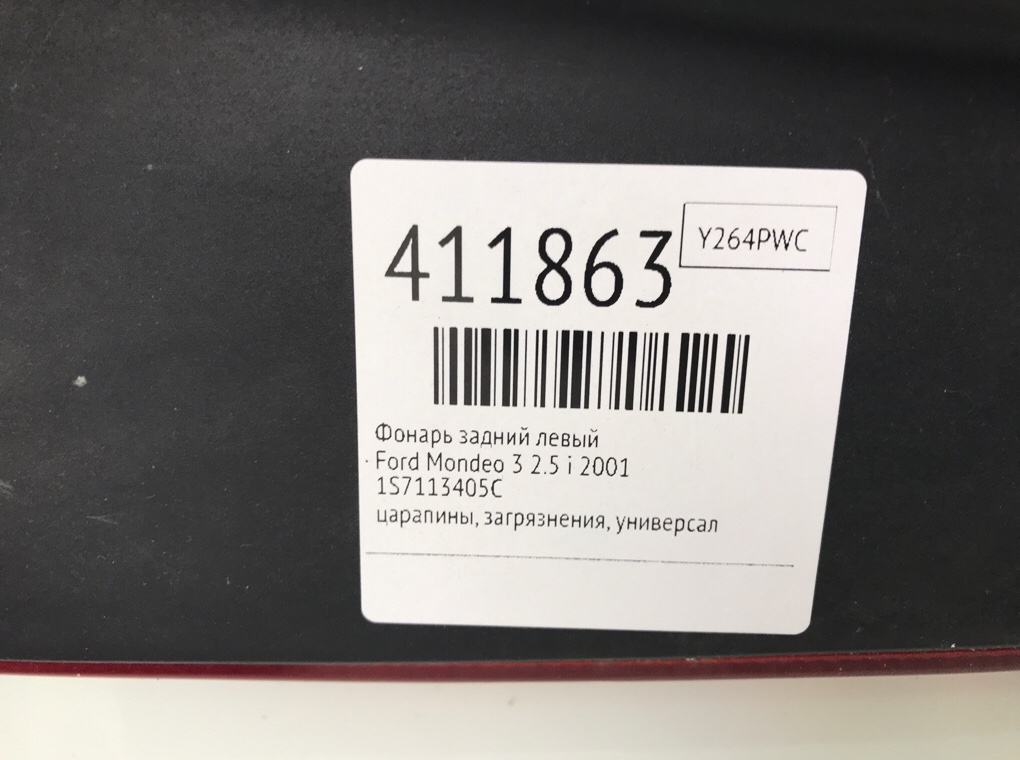 411863
Y264PWC
Фонарь задний левый
Ford Mondeo 3 2.5 i 2001
1S7113405C
царапины, загрязнения, универсал